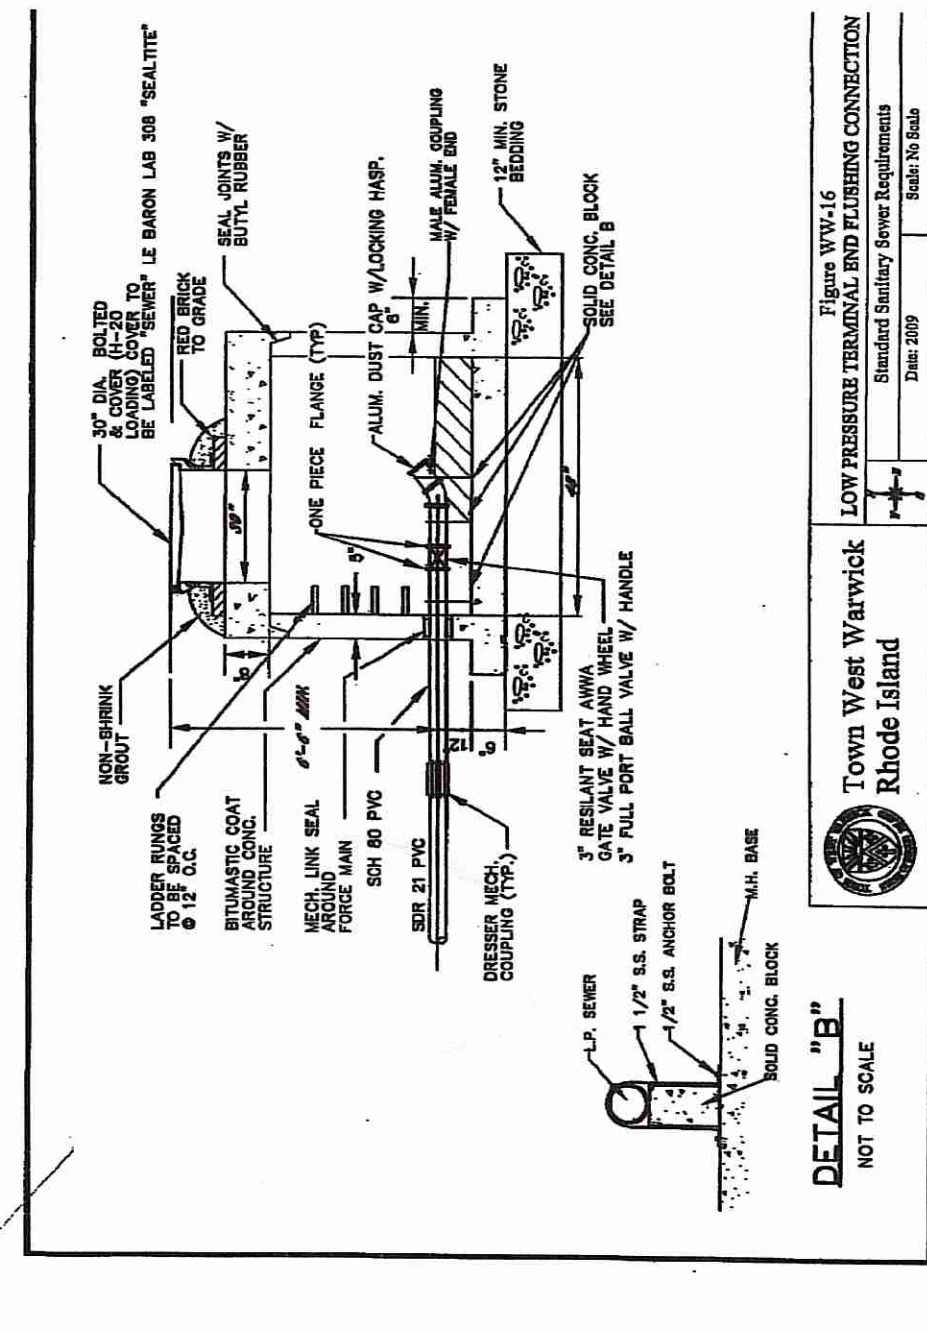 30" DIA. BOLTED
& COVER (H-20
LOADING) COVER TO
BE LABELED "SEWER" LE BARON LAB 308 "SEALTITE"
RED BRICK
TO GRADE
SEAL JOINTS W/
BUTYL RUBBER
NON-SHRINK
GROUT
30"
8"
LADDER RUNGS
TO BE SPACED
@ 12" O.C.
BITUMASTIC COAT
AROUND CONC.
STRUCTURE
ONE PIECE FLANGE (TYP)
5"
MECH. LINK SEAL
AROUND
FORCE MAIN
ALUM. DUST CAP W/LOCKING HASP.
6"
MIN.
SCH 80 PVC
SDR 21 PVC
MALE ALUM. COUPLING
W/ FEMALE END
12"
6"
12" MIN. STONE
BEDDING
DRESSER MECH.
COUPLING (TYP.)
48"
SOLID CONC. BLOCK
SEE DETAIL B
3" RESILANT SEAT AWWA
GATE VALVE W/ HAND WHEEL
3" FULL PORT BALL VALVE W/ HANDLE
L.P. SEWER
1 1/2" S.S. STRAP
1/2" S.S. ANCHOR BOLT
SOLID CONC. BLOCK
M.H. BASE
DETAIL "B"
NOT TO SCALE
Town West Warwick
Rhode Island
Figure WW-16
LOW PRESSURE TERMINAL END FLUSHING CONNECTION
Standard Sanitary Sewer Requirements
Date: 2009
Scale: No Scale